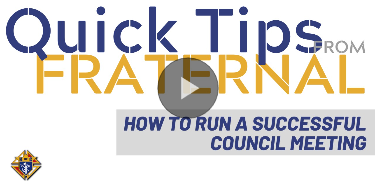 Quick Tips
FROM
FRATERNAL
HOW TO RUN A SUCCESSFUL
COUNCIL MEETING